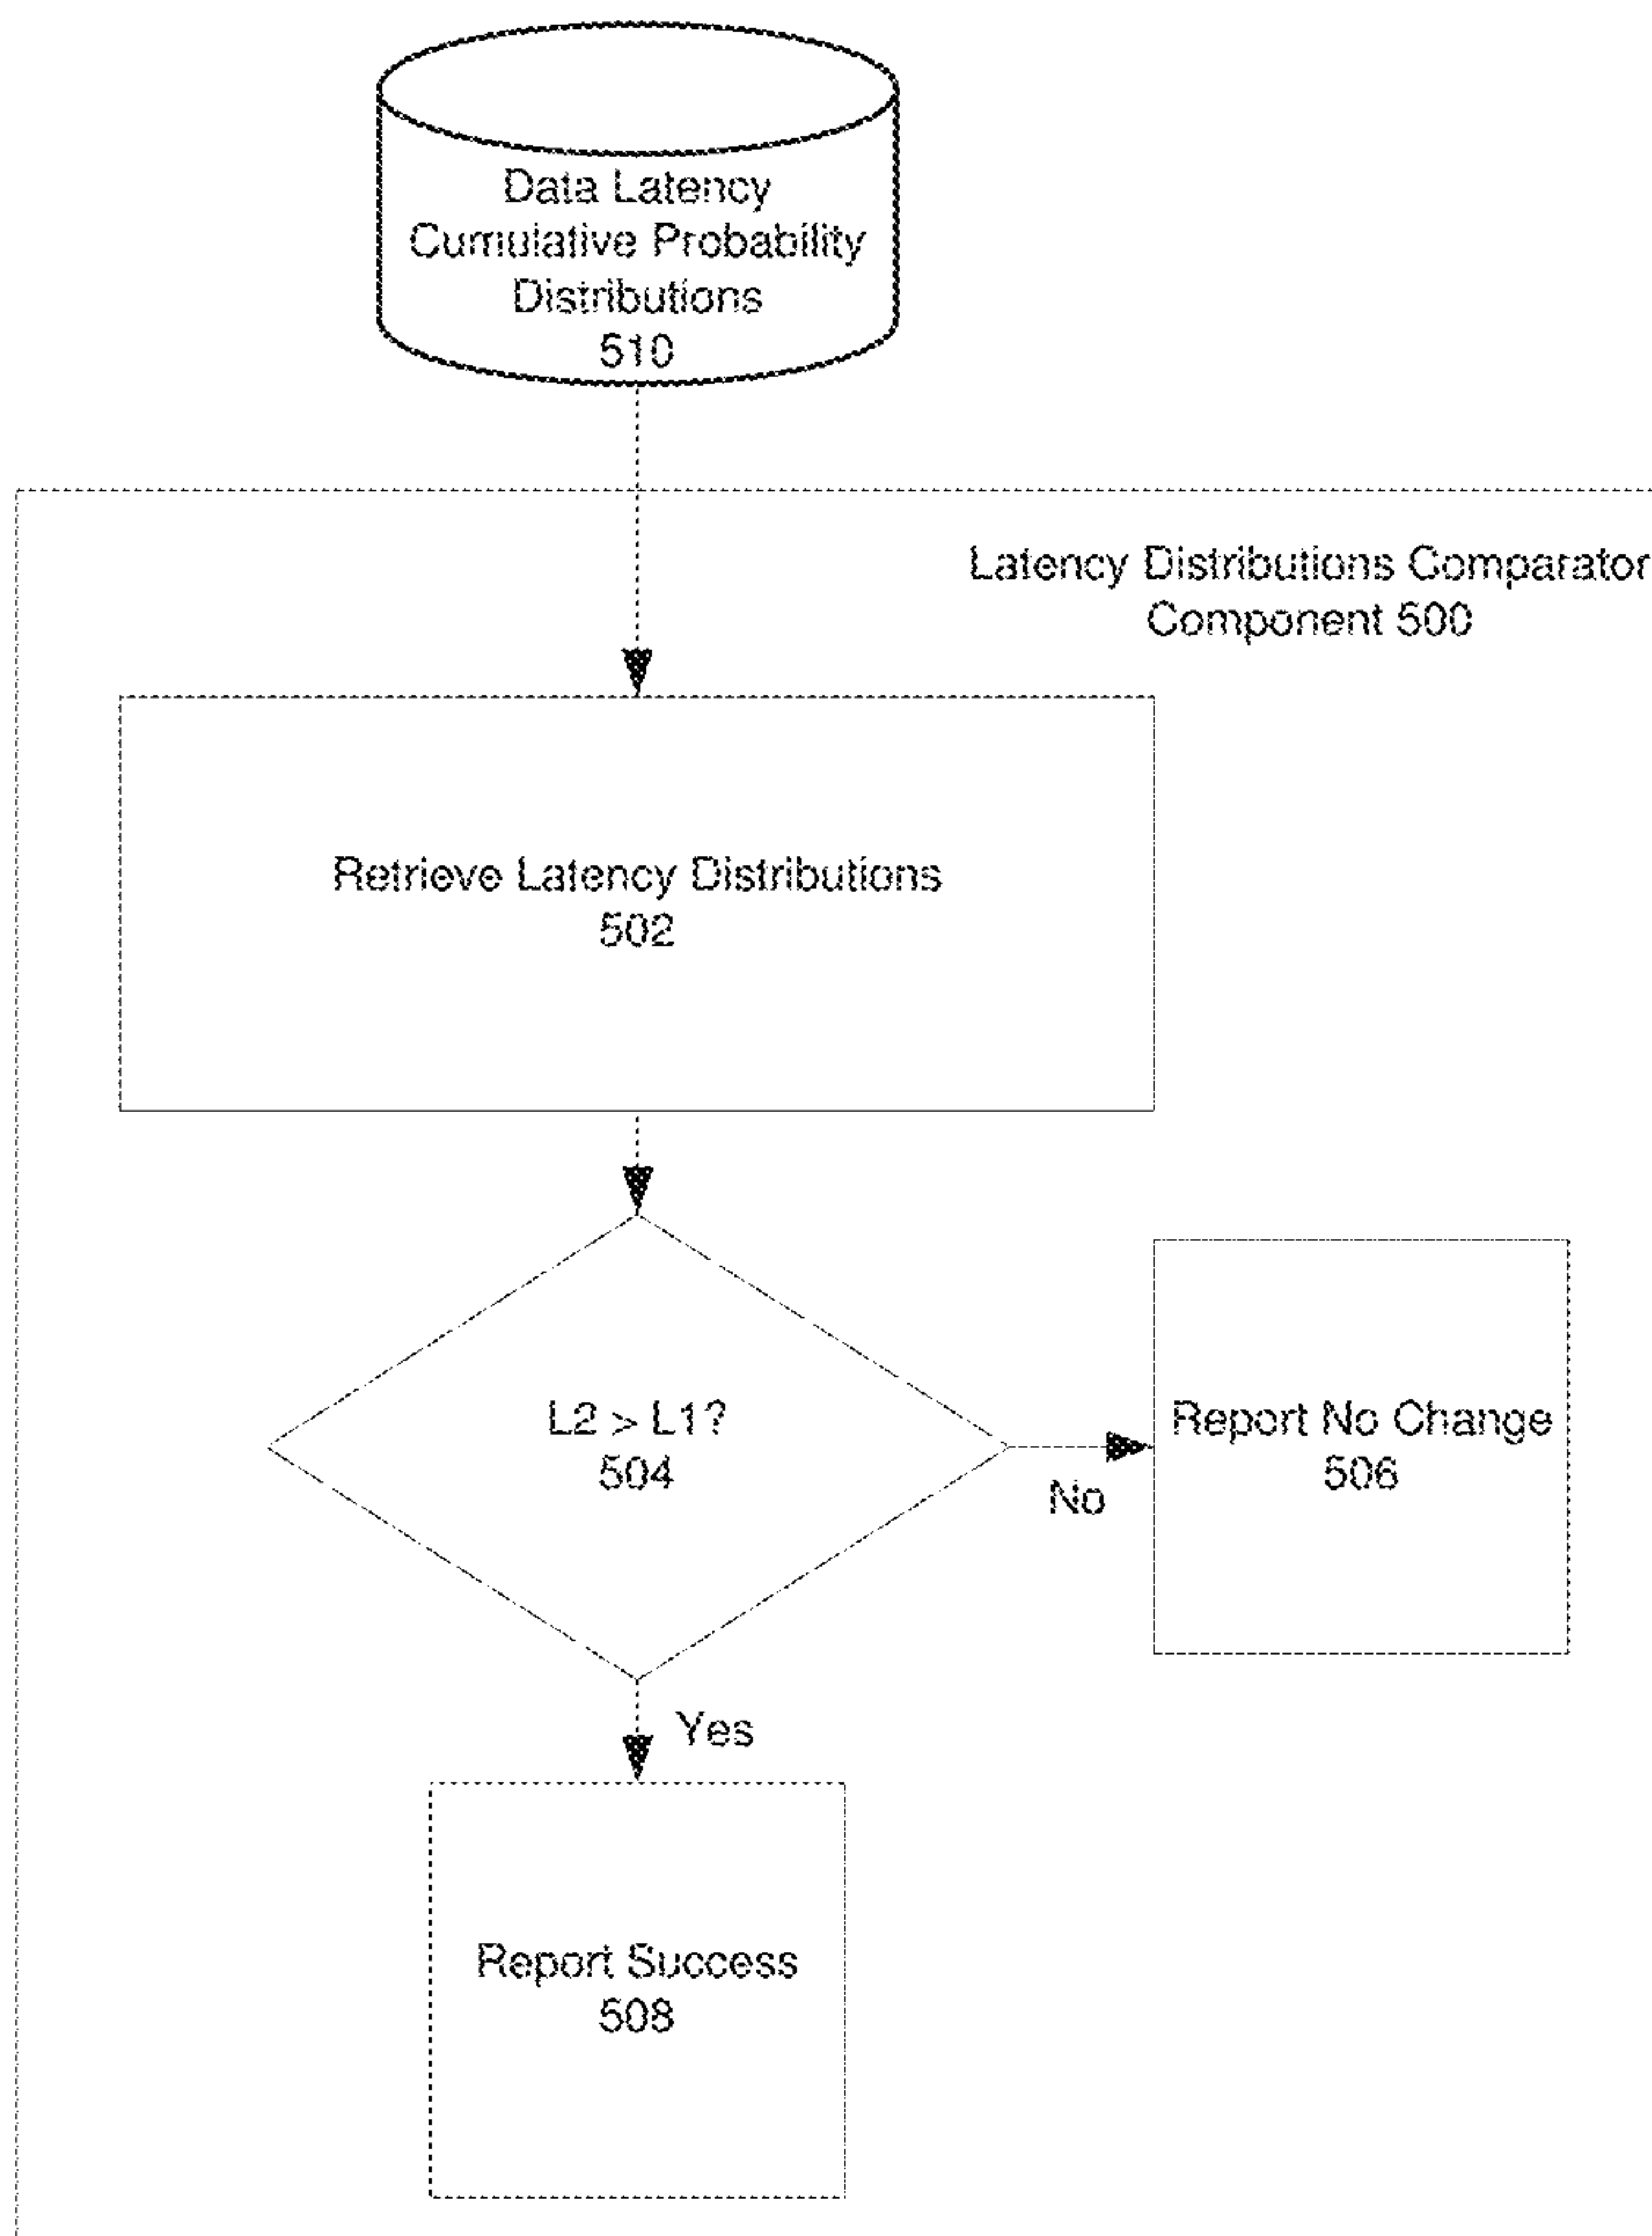 Data Latency
Cumulative Probability
Distributions
510
Latency Distributions Comparator
Component 500
Retrieve Latency Distributions
502
L2 > L1?
504
Report No Change
506
No
Yes
Report Success
508